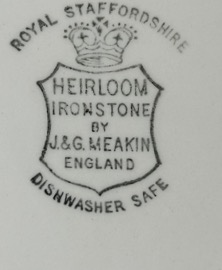 ROYAL STAFFORDSHIRE
HEIRLOOM
IRONSTONE
BY
J.&G. MEAKIN
ENGLAND
DISHWASHER SAFE